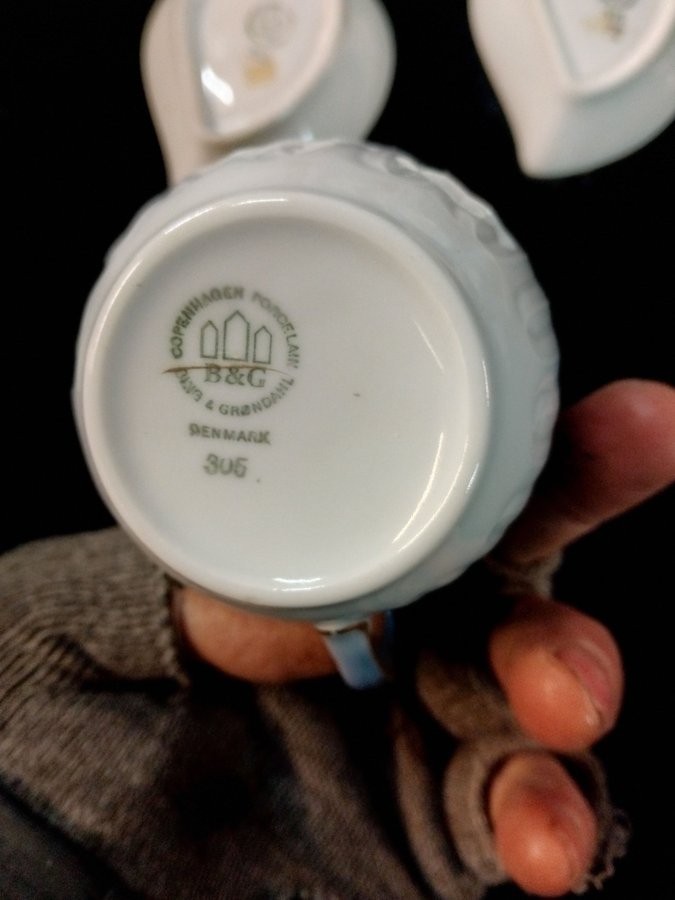 COPENHAGEN PORCELAIN
B&G
BING & GRØNDAHL
DENMARK
305